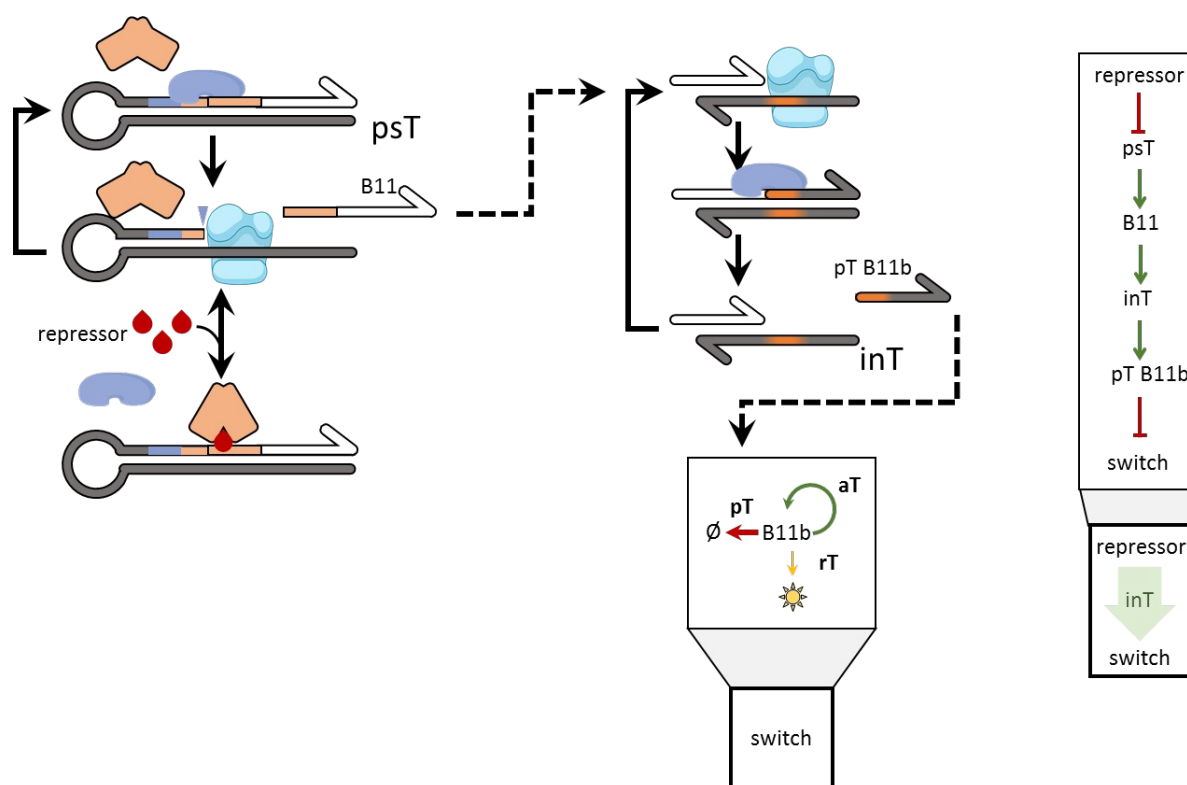 psT
B11
repressor
pT B11b
inT
aT
pT
Ø
B11b
rT
switch
repressor
psT
B11
inT
pT B11b
switch
repressor
inT
switch